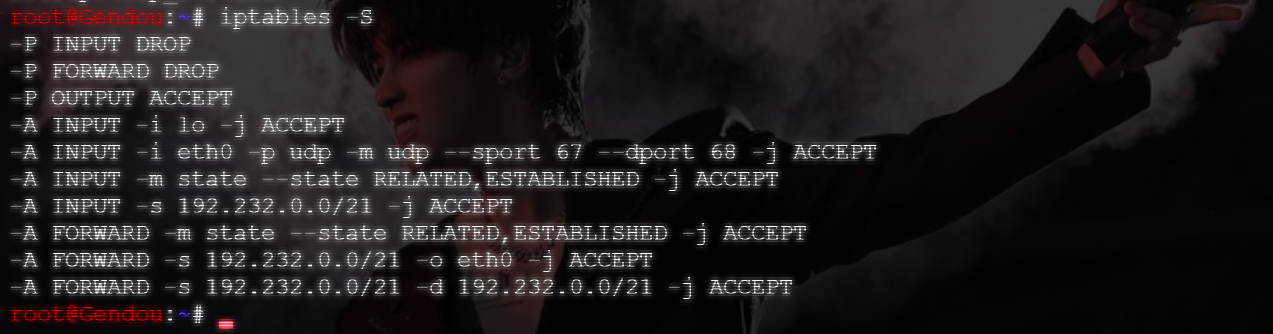 root@Gendou:~# iptables -S
-P INPUT DROP
-P FORWARD DROP
-P OUTPUT ACCEPT
-A INPUT -i lo -j ACCEPT
-A INPUT -i eth0 -p udp -m udp --sport 67 --dport 68 -j ACCEPT
-A INPUT -m state --state RELATED,ESTABLISHED -j ACCEPT
-A INPUT -s 192.232.0.0/21 -j ACCEPT
-A FORWARD -m state --state RELATED,ESTABLISHED -j ACCEPT
-A FORWARD -s 192.232.0.0/21 -o eth0 -j ACCEPT
-A FORWARD -s 192.232.0.0/21 -d 192.232.0.0/21 -j ACCEPT
root@Gendou:~#